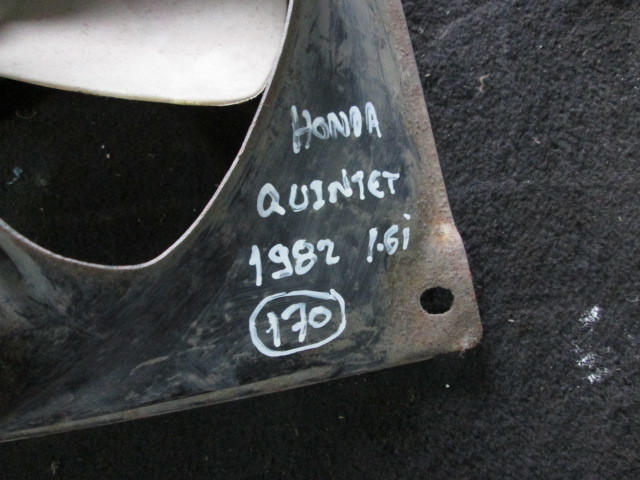 HONDA
QUINTET
1982 1.6i
170